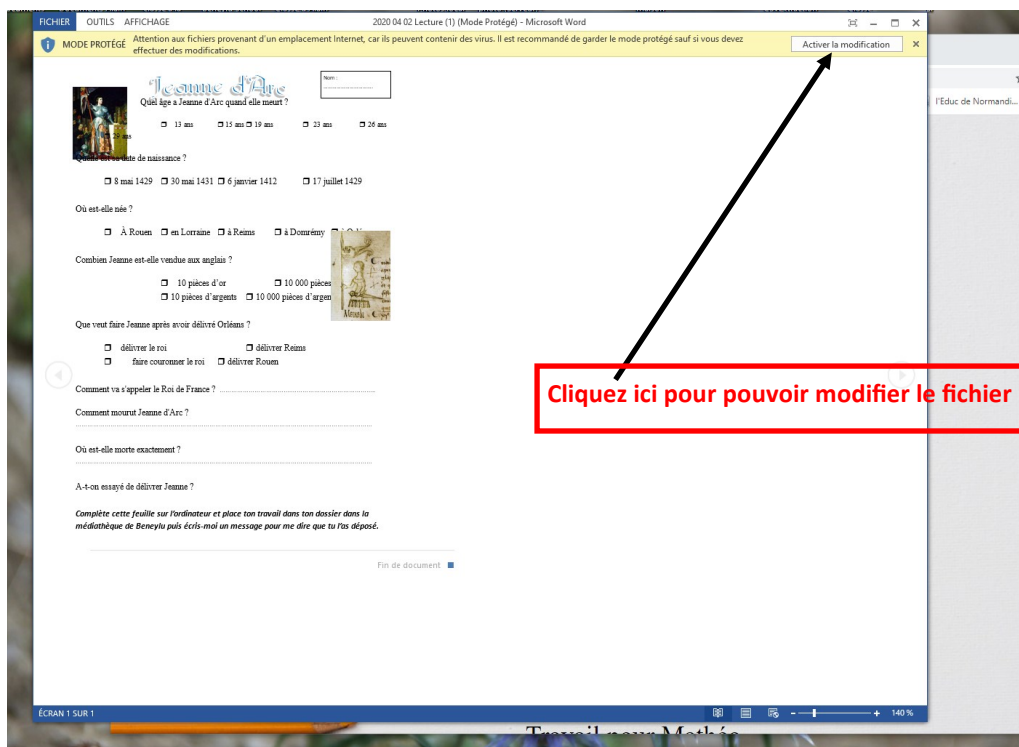 FICHIER OUTILS AFFICHAGE 2020 04 02 Lecture (1) (Mode Protégé) - Microsoft Word
MODE PROTÉGÉ Attention aux fichiers provenant d'un emplacement Internet, car ils peuvent contenir des virus. Il est recommandé de garder le mode protégé sauf si vous devez
effectuer des modifications.
Activer la modification
l'Educ de Normandi...
Jeanne d'Arc
Nom :
Quel âge a Jeanne d'Arc quand elle meurt ?
13 ans 15 ans 19 ans 23 ans 26 ans
29 ans
Quelle est sa date de naissance ?
8 mai 1429 30 mai 1431 6 janvier 1412 17 juillet 1429
Où est-elle née ?
À Rouen en Lorraine à Reims à Domrémy
Combien Jeanne est-elle vendue aux anglais ?
10 pièces d'or 10 000 pièces
10 pièces d'argents 10 000 pièces d'argen
Que veut faire Jeanne après avoir délivré Orléans ?
délivrer le roi délivrer Reims
faire couronner le roi délivrer Rouen
Comment va s'appeler le Roi de France ?
Comment mourut Jeanne d'Arc ?
Où est-elle morte exactement ?
A-t-on essayé de délivrer Jeanne ?
Complète cette feuille sur l'ordinateur et place ton travail dans ton dossier dans la
médiathèque de Beneylu puis écris-moi un message pour me dire que tu l'as déposé.
Fin de document
Cliquez ici pour pouvoir modifier le fichier
ÉCRAN 1 SUR 1 140 %
Travail pour Mathéo